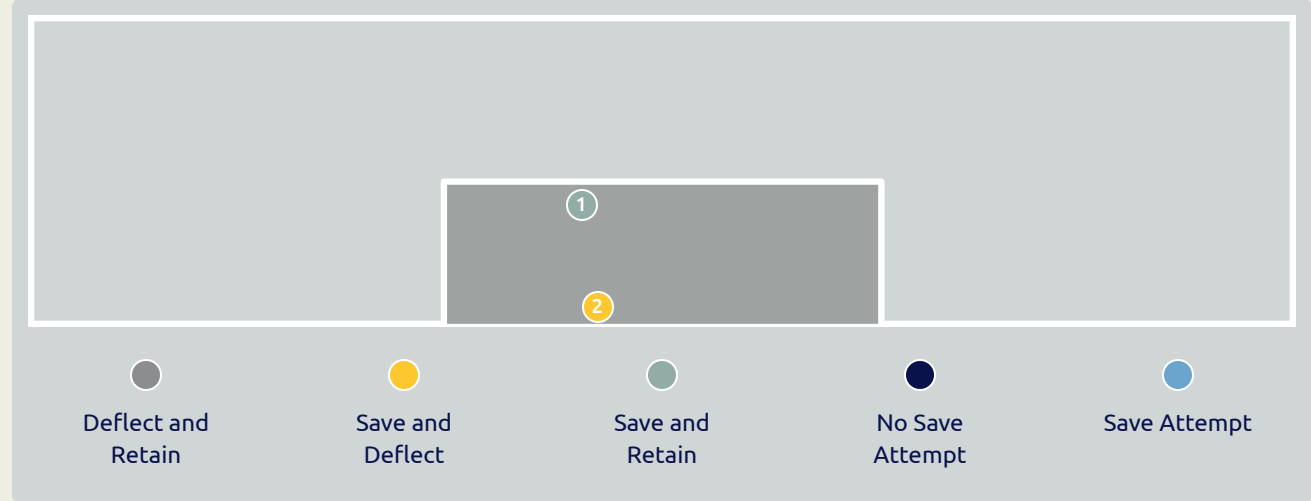 1
2
Deflect and
Retain
Save and
Deflect
Save and
Retain
No Save
Attempt
Save Attempt